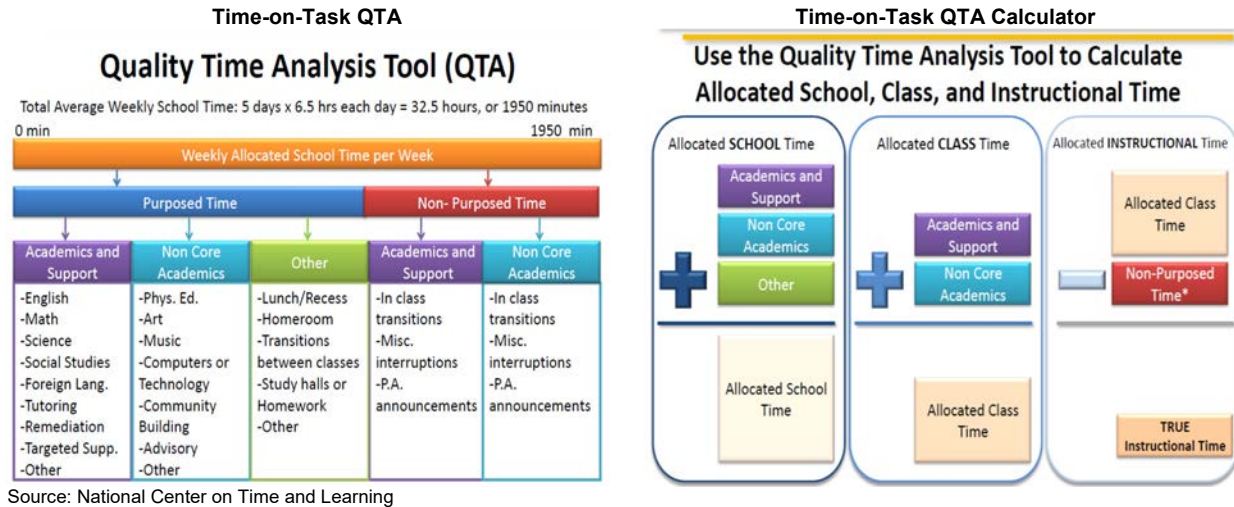 Time-on-Task QTA
Quality Time Analysis Tool (QTA)
Total Average Weekly School Time: 5 days x 6.5 hrs each day = 32.5 hours, or 1950 minutes
0 min
1950 min
Weekly Allocated School Time per Week
Purposed Time
Non- Purposed Time
Academics and
Support
-English
-Math
-Science
-Social Studies
-Foreign Lang.
-Tutoring
-Remediation
-Targeted Supp.
-Other
Non Core
Academics
-Phys. Ed.
-Art
-Music
-Computers or
Technology
-Community
Building
-Advisory
-Other
Other
-Lunch/Recess
-Homeroom
-Transitions
between classes
-Study halls or
Homework
-Other
Academics and
Support
-In class
transitions
-Misc.
interruptions
-P.A.
announcements
Non Core
Academics
-In class
transitions
-Misc.
interruptions
-P.A.
announcements
Source: National Center on Time and Learning
Time-on-Task QTA Calculator
Use the Quality Time Analysis Tool to Calculate
Allocated School, Class, and Instructional Time
Allocated SCHOOL Time
Academics and
Support
Non Core
Academics
Other
Allocated School
Time
Allocated CLASS Time
Academics and
Support
Non Core
Academics
Allocated Class
Time
Allocated INSTRUCTIONAL Time
Allocated Class
Time
Non-Purposed
Time*
TRUE
Instructional Time